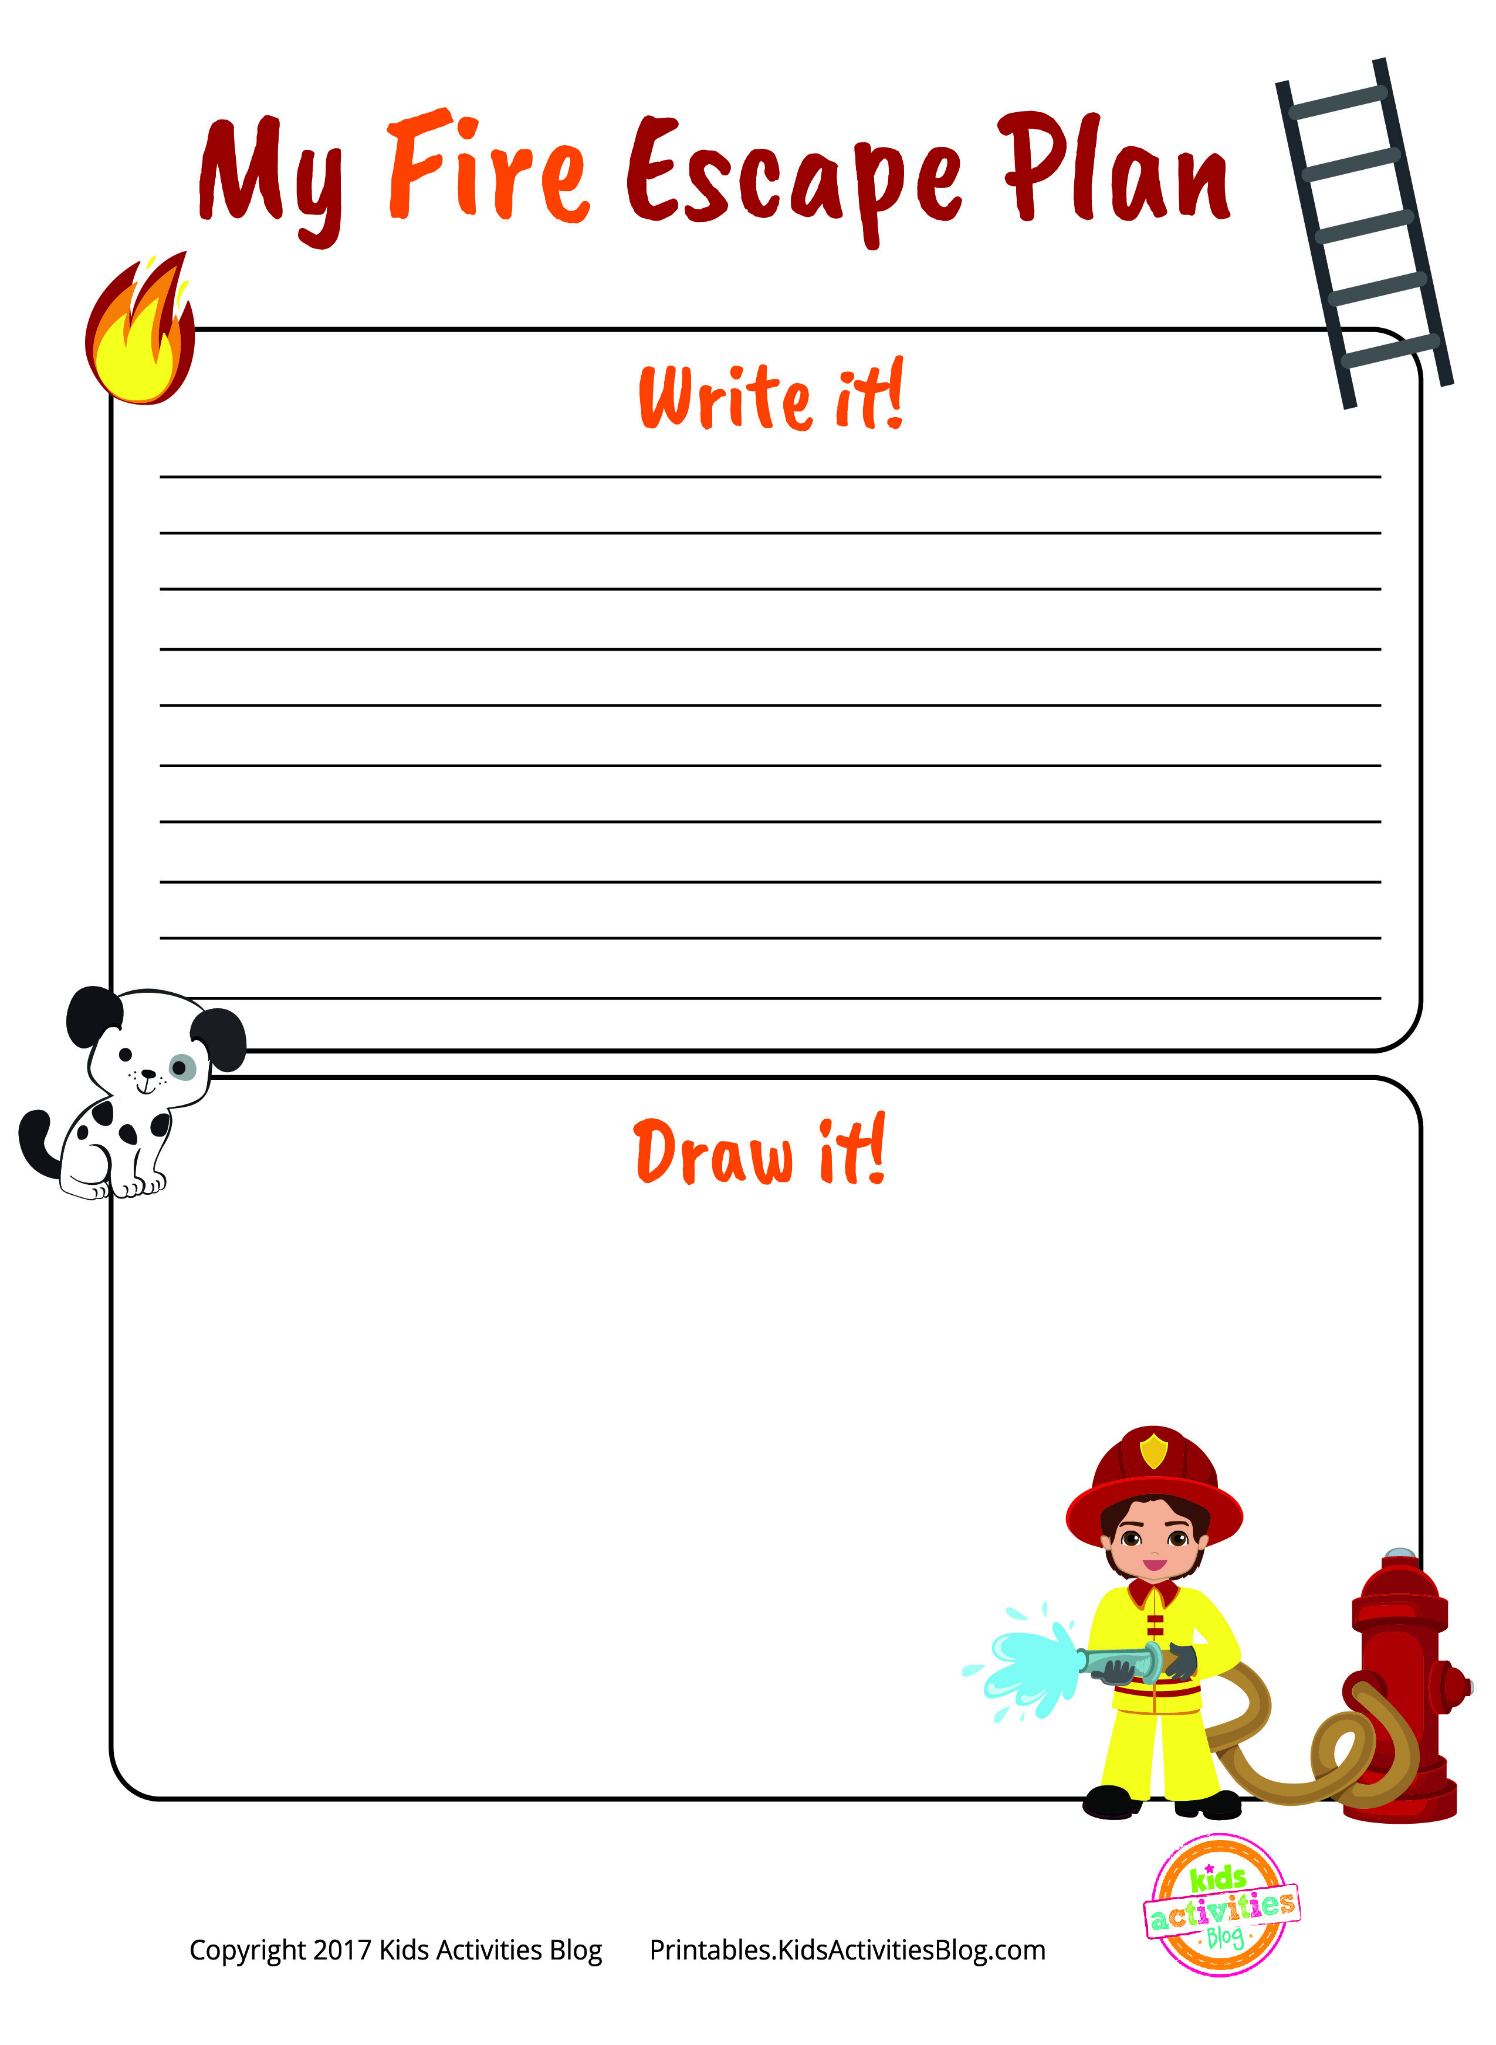 My Fire Escape Plan
Write it!
Draw it!
kids
activities
Blog
Copyright 2017 Kids Activities Blog Printables.KidsActivitiesBlog.com